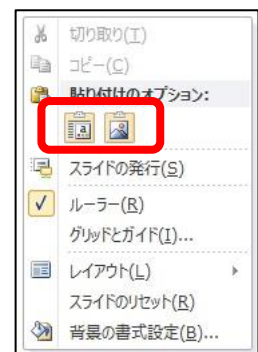 切り取り(T)
コピー(C)
貼り付けのオプション:
a
スライドの発行(S)
ルーラー(R)
グリッドとガイド(I)...
レイアウト(L)
スライドのリセット(R)
背景の書式設定(B)...